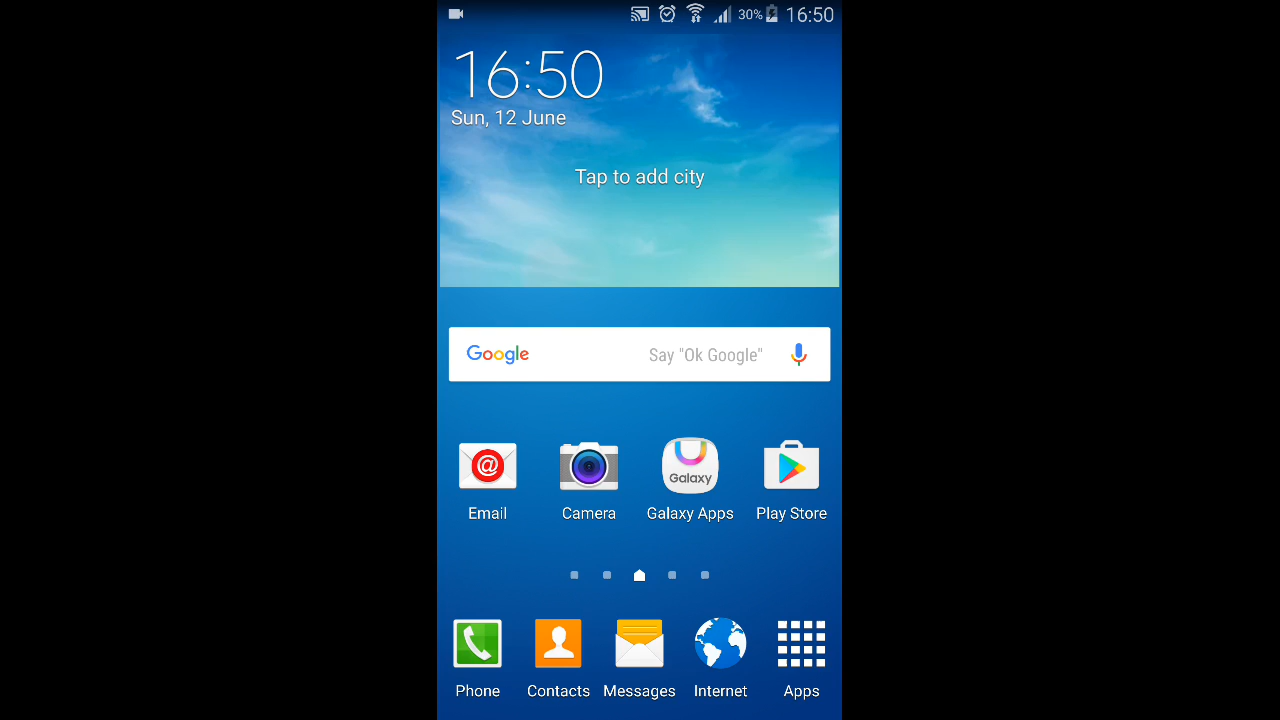 30% 16:50
16:50
Sun, 12 June
Tap to add city
Google Say "Ok Google"
@ Galaxy
Email Camera Galaxy Apps Play Store
Phone Contacts Messages Internet Apps